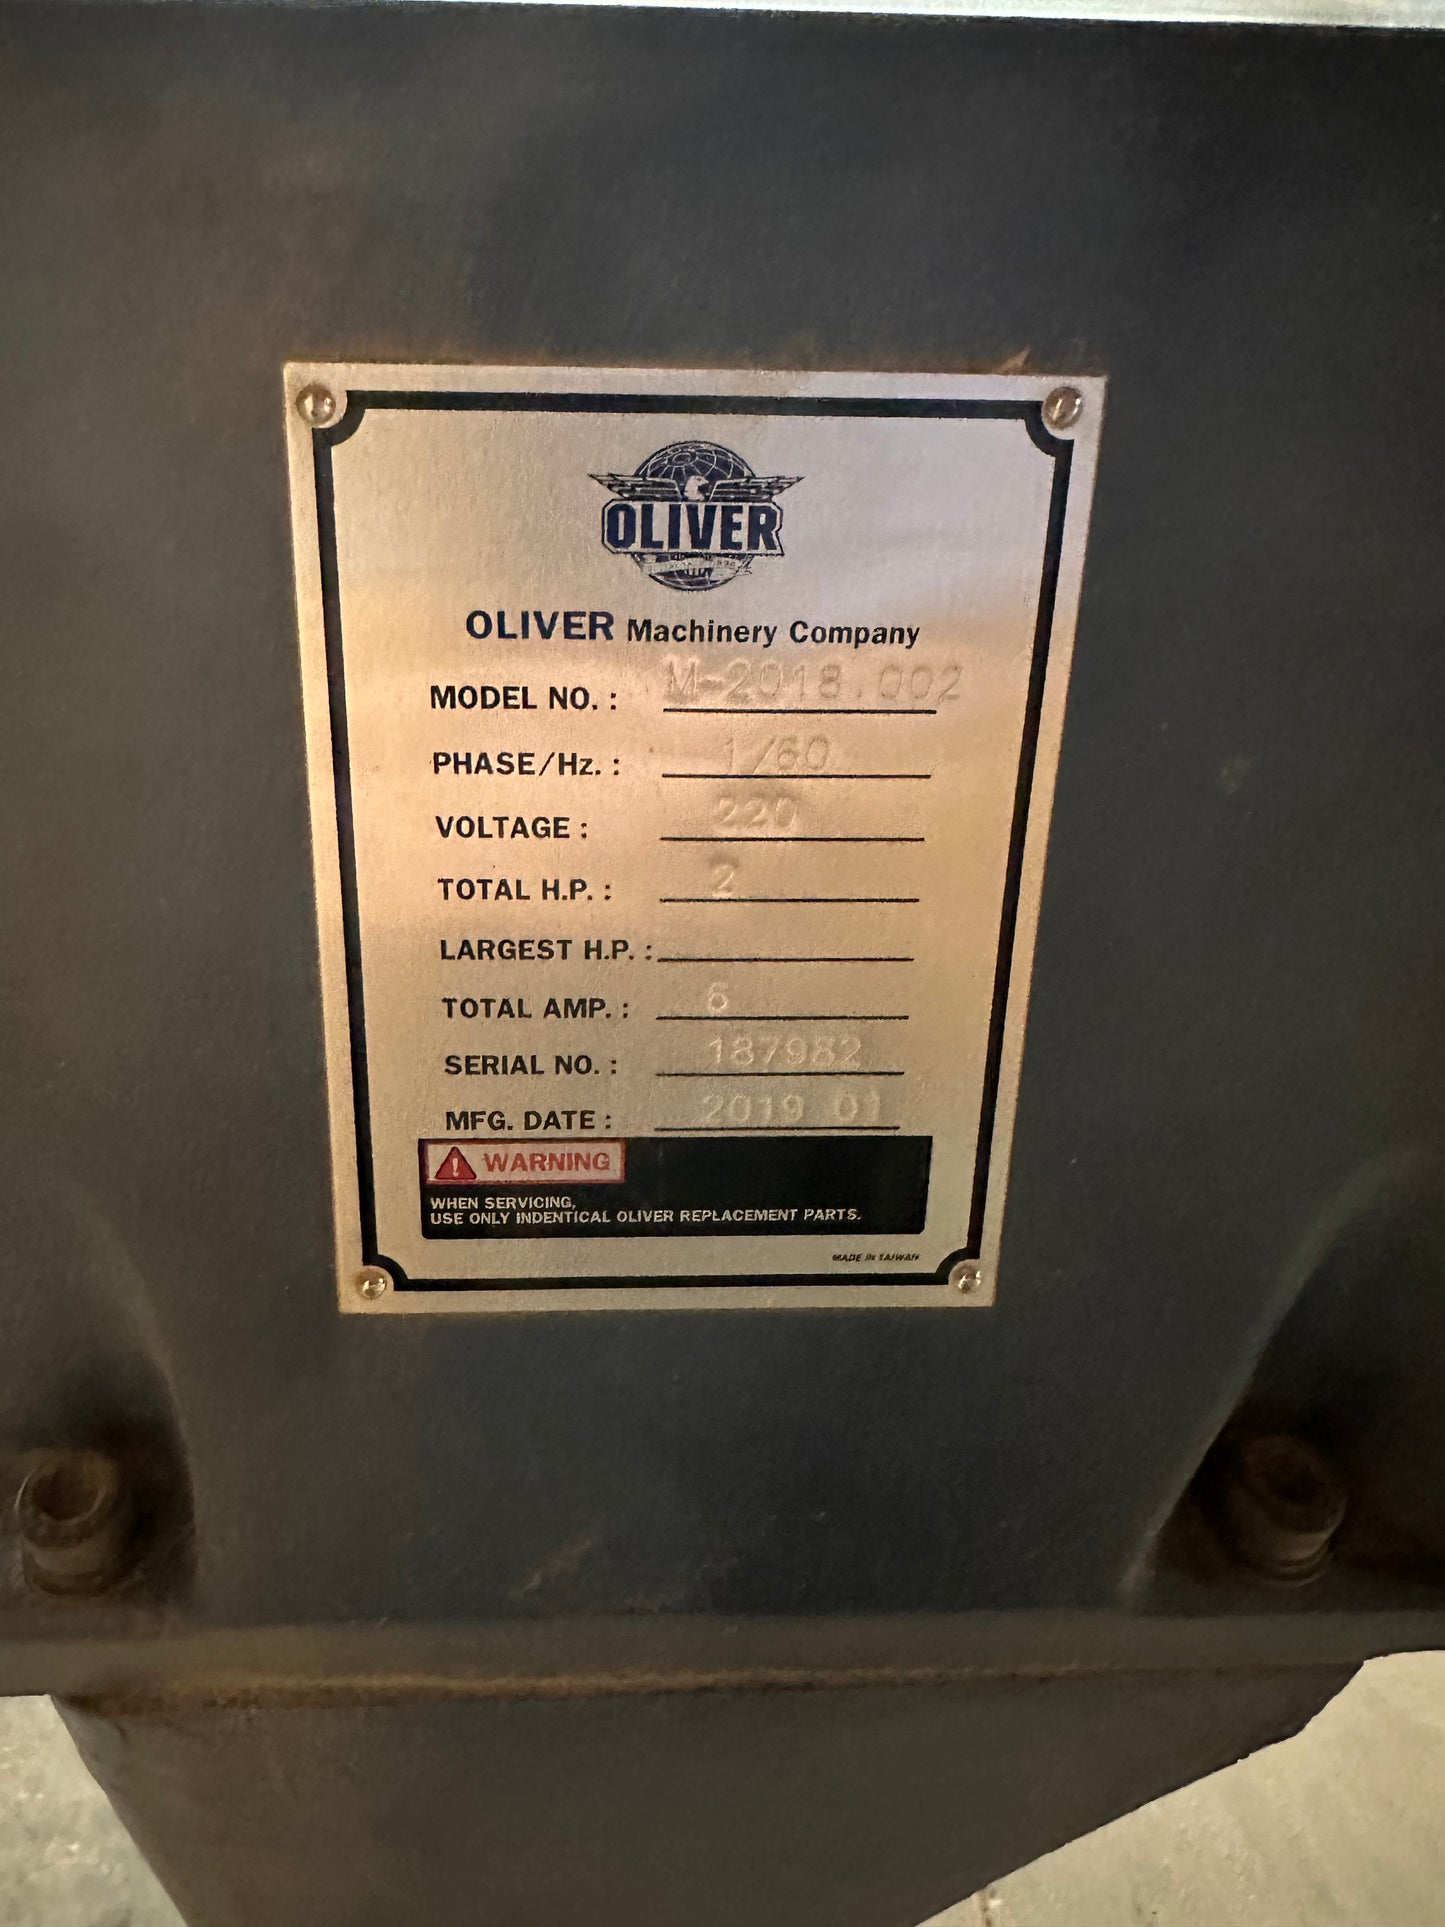 OLIVER
OLIVER Machinery Company
MODEL NO. : M-2018.002
PHASE/Hz. : 1/60
VOLTAGE : 220
TOTAL H.P. : 2
LARGEST H.P. :
TOTAL AMP. : 6
SERIAL NO. : 187982
MFG. DATE : 2019 01
WARNING
WHEN SERVICING,
USE ONLY INDENTICAL OLIVER REPLACEMENT PARTS.
MADE IN TAIWAN